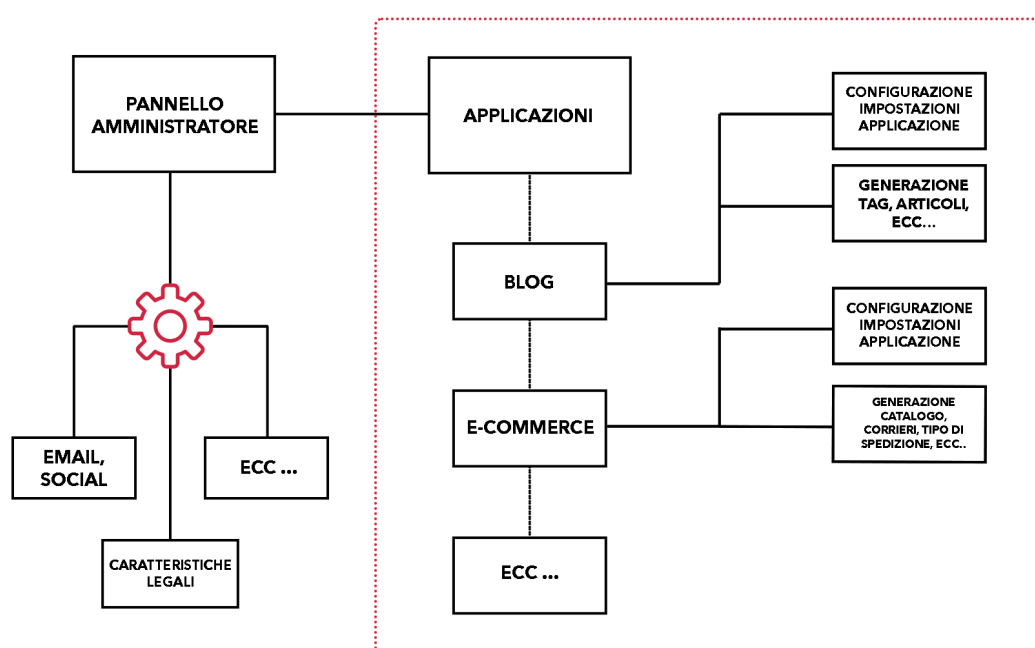 PANNELLO
AMMINISTRATORE
APPLICAZIONI
CONFIGURAZIONE
IMPOSTAZIONI
APPLICAZIONE
GENERAZIONE
TAG, ARTICOLI,
ECC...
BLOG
CONFIGURAZIONE
IMPOSTAZIONI
APPLICAZIONE
E-COMMERCE
GENERAZIONE
CATALOGO,
CORRIERI, TIPO DI
SPEDIZIONE, ECC..
EMAIL,
SOCIAL
ECC ...
CARATTERISTICHE
LEGALI
ECC ...